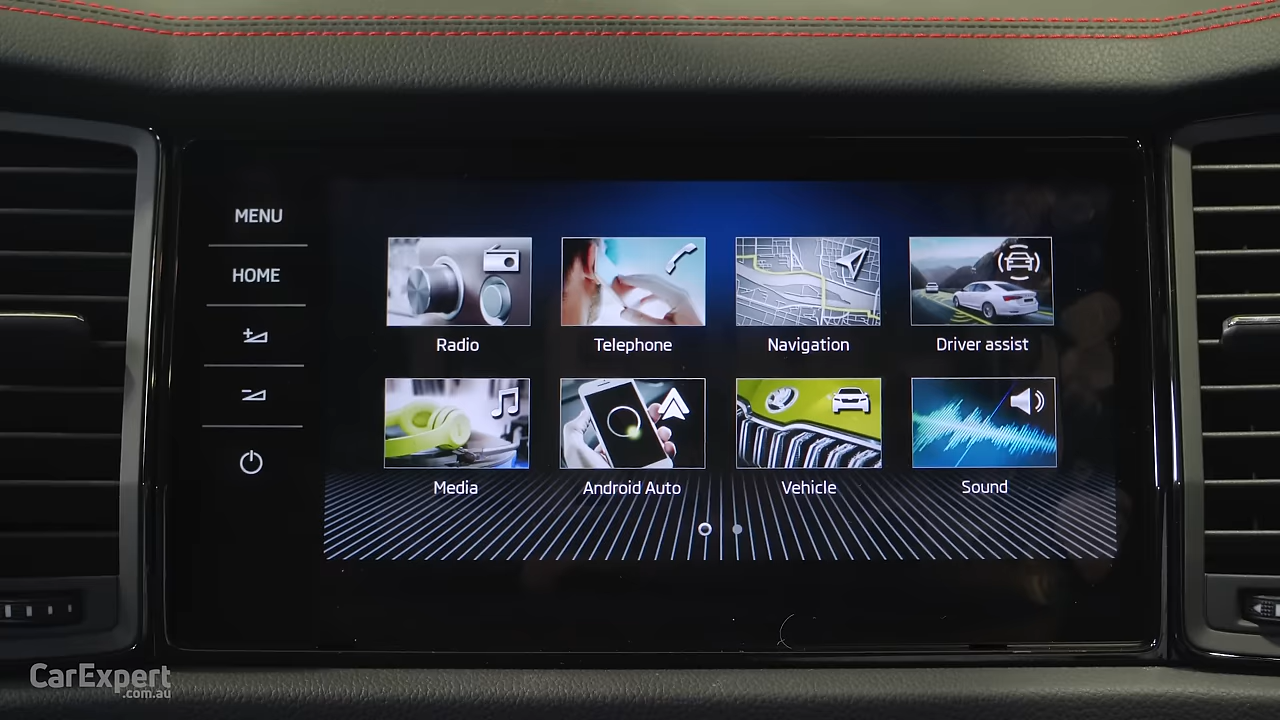 MENU
HOME
Radio
Telephone
Navigation
Driver assist
Media
Android Auto
Vehicle
Sound
CarExpert
.com.au